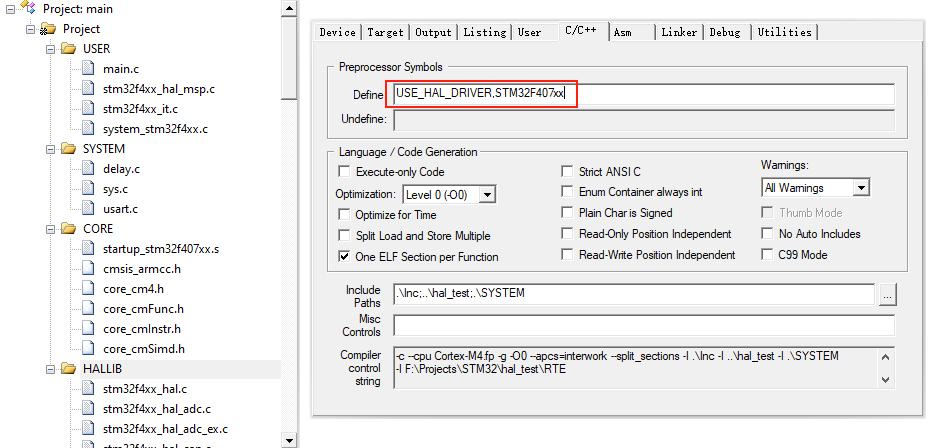 Project: main
Project
USER
main.c
stm32f4xx_hal_msp.c
stm32f4xx_it.c
system_stm32f4xx.c
SYSTEM
delay.c
sys.c
usart.c
CORE
startup_stm32f407xx.s
cmsis_armcc.h
core_cm4.h
core_cmFunc.h
core_cmInstr.h
core_cmSimd.h
HALLIB
stm32f4xx_hal.c
stm32f4xx_hal_adc.c
stm32f4xx_hal_adc_ex.c
Device Target Output Listing User C/C++ Asm Linker Debug Utilities
Preprocessor Symbols
Define USE_HAL_DRIVER,STM32F407xx
Undefine:
Language / Code Generation
Execute-only Code Strict ANSI C Warnings:
Optimization: Level 0 (-O0) Enum Container always int All Warnings
Optimize for Time Plain Char is Signed Thumb Mode
Split Load and Store Multiple Read-Only Position Independent No Auto Includes
One ELF Section per Function Read-Write Position Independent C99 Mode
Include Paths .\Inc;..\hal_test;.\SYSTEM ...
Misc Controls
Compiler control string -c --cpu Cortex-M4.fp -g -O0 --apcs=interwork --split_sections -I .\Inc -I ..\hal_test -I .\SYSTEM
-I F:\Projects\STM32\hal_test\RTE